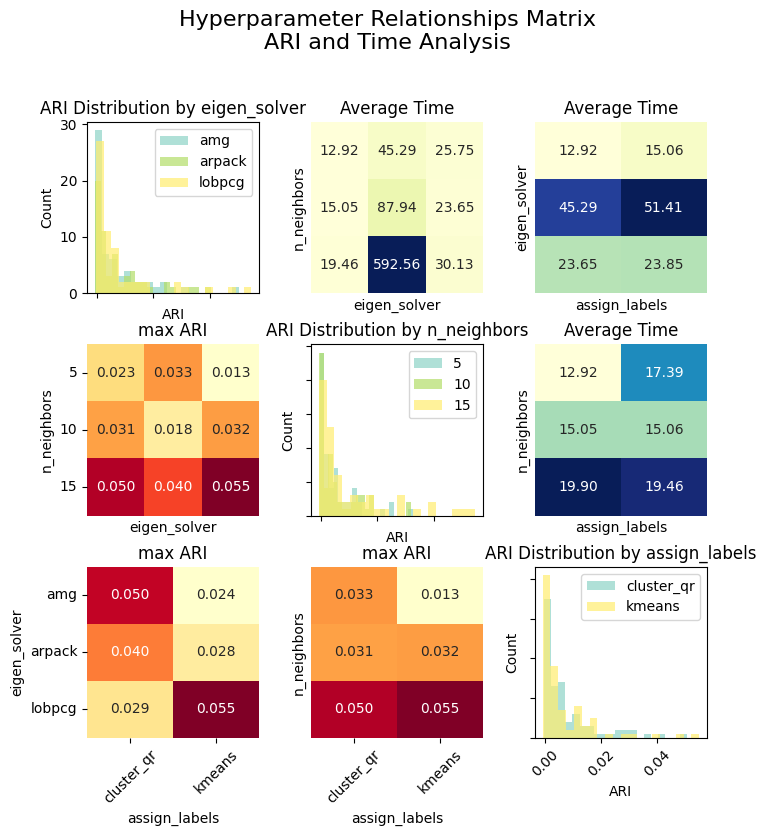 Hyperparameter Relationships Matrix
ARI and Time Analysis
ARI Distribution by eigen_solver
30
20
10
0
Count
amg
arpack
lobpcg
ARI
Average Time
n_neighbors
12.92 45.29 25.75
15.05 87.94 23.65
19.46 592.56 30.13
eigen_solver
Average Time
eigen_solver
12.92 15.06
45.29 51.41
23.65 23.85
assign_labels
max ARI
n_neighbors
5 0.023 0.033 0.013
10 0.031 0.018 0.032
15 0.050 0.040 0.055
eigen_solver
ARI Distribution by n_neighbors
Count
5
10
15
ARI
Average Time
n_neighbors
12.92 17.39
15.05 15.06
19.90 19.46
assign_labels
max ARI
eigen_solver
amg 0.050 0.024
arpack 0.040 0.028
lobpcg 0.029 0.055
cluster_qr kmeans
assign_labels
max ARI
n_neighbors
0.033 0.013
0.031 0.032
0.050 0.055
cluster_qr kmeans
assign_labels
ARI Distribution by assign_labels
Count
cluster_qr
kmeans
0.00 0.02 0.04
ARI